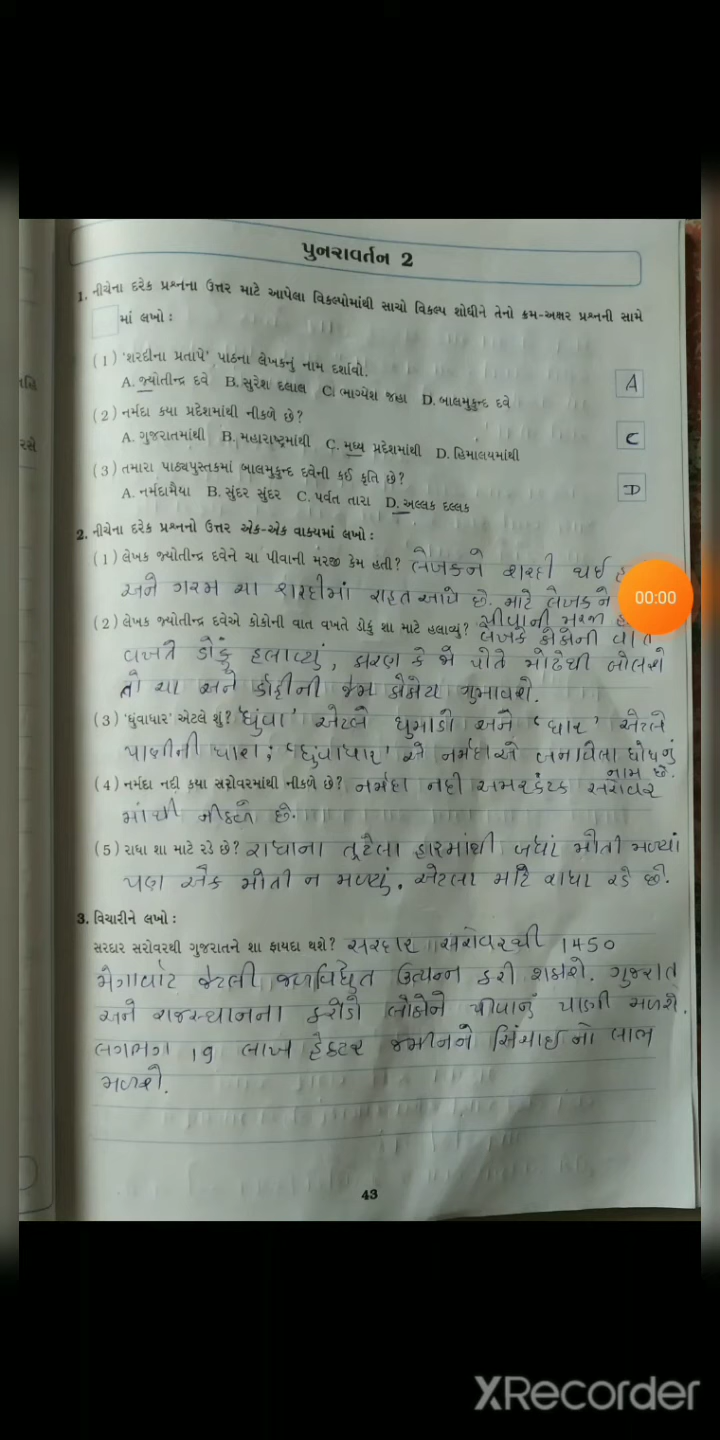 પુનરાવર્તન 2
1. નીચેના દરેક પ્રશ્નના ઉત્તર માટે આપેલા વિકલ્પોમાંથી સાચો વિકલ્પ શોધીને તેનો ક્રમ-અક્ષર પ્રશ્નની સામે
માં લખો :
(1) 'શરદીના પ્રતાપે' પાઠના લેખકનું નામ દર્શાવો.
A. જ્યોતીન્દ્ર દવે B. સુરેશ દલાલ C. ભાગ્યેશ જહા D. બાલમુકુન્દ દવે A
(2) નર્મદા કયા પ્રદેશમાંથી નીકળે છે?
A. ગુજરાતમાંથી B. મહારાષ્ટ્રમાંથી C. મધ્ય પ્રદેશમાંથી D. હિમાલયમાંથી C
(3) તમારા પાઠ્યપુસ્તકમાં બાલમુકુન્દ દવેની કઈ કૃતિ છે?
A. નર્મદામૈયા B. સુંદર સુંદર C. પર્વત તારા D. અલ્લક દલ્લક D
2. નીચેના દરેક પ્રશ્નનો ઉત્તર એક-એક વાક્યમાં લખો :
(1) લેખક જ્યોતીન્દ્ર દવેને ચા પીવાની મરજી કેમ હતી? લેખકને શરદી થઈ
અને ગરમ ચા શરદીમાં રાહત આપે છે. માટે લેખકને
00:00
પીવાની મરજી
(2) લેખક જ્યોતીન્દ્ર દવેએ કોકોની વાત વખતે ડોકું શા માટે હલાવ્યું? લેખકે કોકોની વાત
વખતે ડોકું હલાવ્યું, કારણ કે જો પોતે મોઢેથી બોલશે
તો ચા અને કૉફીની જેમ કોકોય ગુમાવશે.
(3) 'ધુંવાધાર' એટલે શું? 'ધુંવા' એટલે ધુમાડો અને 'ધાર' એટલે
પાણીની ધારા; 'ધુંવાધાર' એ નર્મદાએ બનાવેલા ધોધનું
નામ છે.
(4) નર્મદા નદી કયા સરોવરમાંથી નીકળે છે? નર્મદા નદી અમરકંટક સરોવર
માંથી નીકળે છે.
(5) રાધા શા માટે રડે છે? રાધાના તૂટેલા હારમાંથી બધાં મોતી મળ્યાં
પણ એક મોતી ન મળ્યું. એટલા માટે રાધા રડે છે.
3. વિચારીને લખો :
સરદાર સરોવરથી ગુજરાતને શા ફાયદા થશે? સરદાર સરોવરથી 1450
મેગાવોટ જેટલી જળવિદ્યુત ઉત્પન્ન કરી શકાશે. ગુજરાત
અને રાજસ્થાનના કરોડો લોકોને પીવાનું પાણી મળશે.
લગભગ 19 લાખ હેક્ટર જમીનને સિંચાઈનો લાભ
મળશે.
43
XRecorder